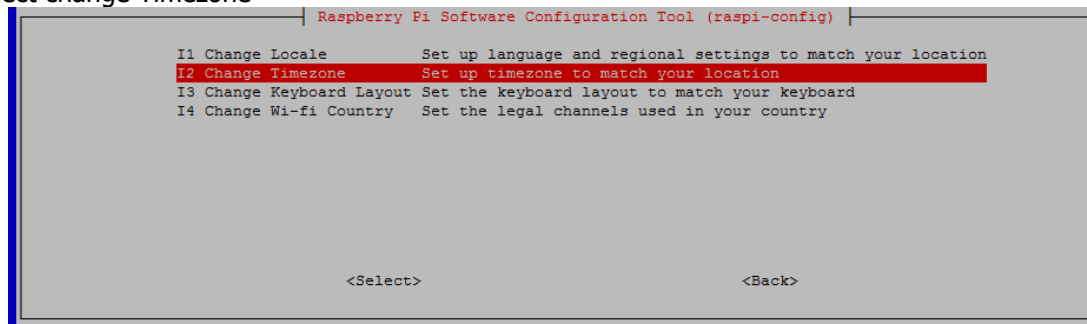 ect change Timezone
Raspberry Pi Software Configuration Tool (raspi-config)
I1 Change Locale Set up language and regional settings to match your location
I2 Change Timezone Set up timezone to match your location
I3 Change Keyboard Layout Set the keyboard layout to match your keyboard
I4 Change Wi-fi Country Set the legal channels used in your country
<Select> <Back>